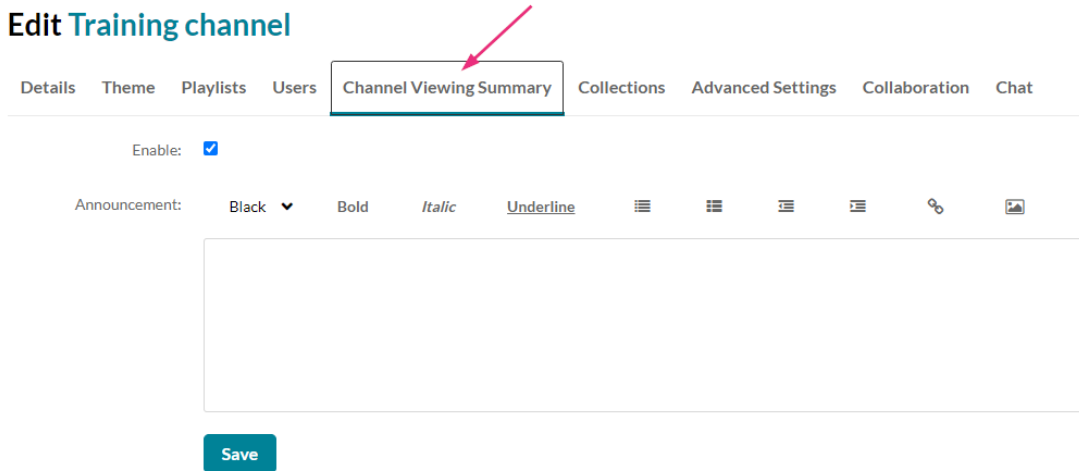 Edit Training channel
Details Theme Playlists Users Channel Viewing Summary Collections Advanced Settings Collaboration Chat
Enable:
Announcement: Black Bold Italic Underline
Save